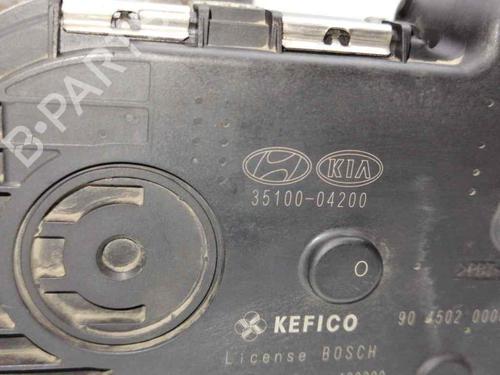 B-PARTS
KIA
35100-04200
O
KEFICO
90 4502 000
License BOSCH